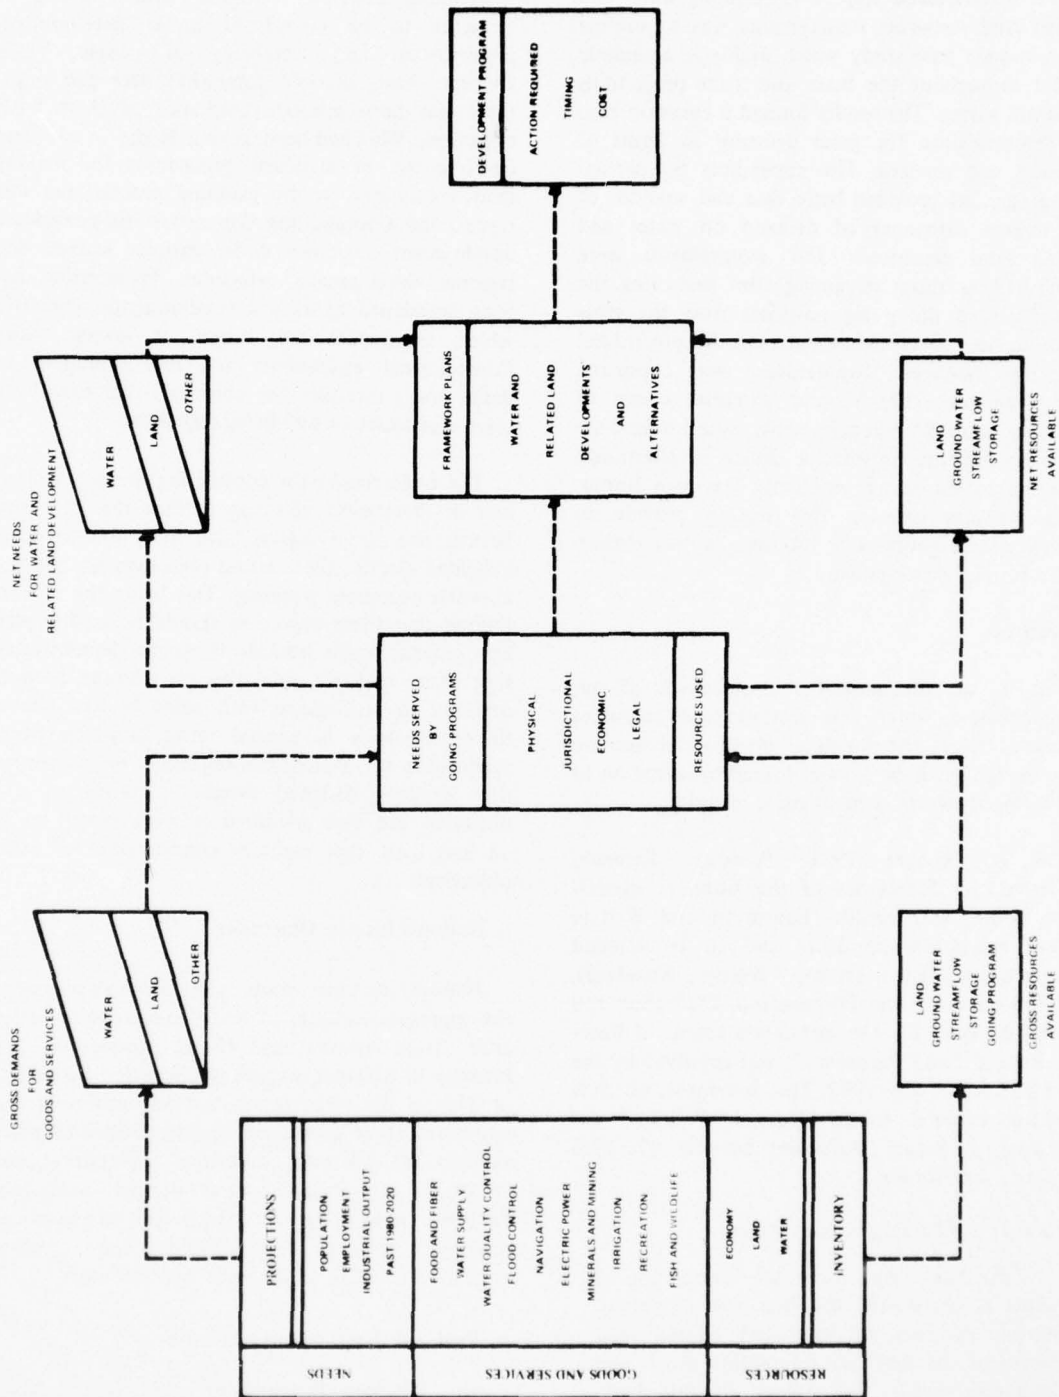 NEEDS
PROJECTIONS
POPULATION
EMPLOYMENT
INDUSTRIAL OUTPUT
PAST 1980 2020
GOODS AND SERVICES
FOOD AND FIBER
WATER SUPPLY
WATER QUALITY CONTROL
FLOOD CONTROL
NAVIGATION
ELECTRIC POWER
MINERALS AND MINING
IRRIGATION
RECREATION
FISH AND WILDLIFE
RESOURCES
ECONOMY
LAND
WATER
INVENTORY
GROSS DEMANDS
FOR
GOODS AND SERVICES
WATER
LAND
OTHER
LAND
GROUND WATER
STREAMFLOW
STORAGE
GOING PROGRAM
GROSS RESOURCES
AVAILABLE
NEEDS SERVED
BY
GOING PROGRAMS
PHYSICAL
JURISDICTIONAL
ECONOMIC
LEGAL
RESOURCES USED
NET NEEDS
FOR WATER AND
RELATED LAND DEVELOPMENT
WATER
LAND
OTHER
FRAMEWORK PLANS
WATER AND
RELATED LAND
DEVELOPMENTS
AND
ALTERNATIVES
LAND
GROUND WATER
STREAMFLOW
STORAGE
NET RESOURCES
AVAILABLE
DEVELOPMENT PROGRAM
ACTION REQUIRED
TIMING
COST